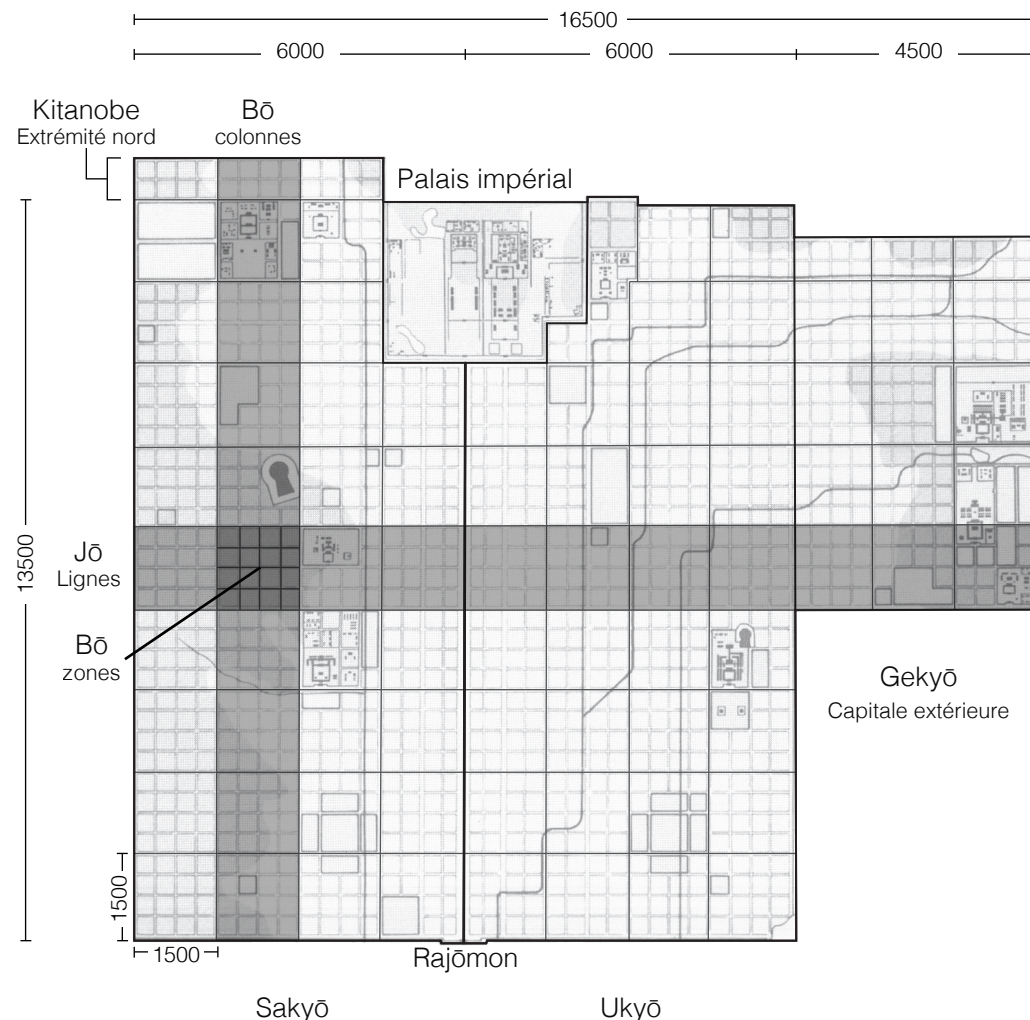 16500
6000
6000
4500
Kitanobe
Extrémité nord
Bō
colonnes
Palais impérial
13500
Jō
Lignes
Bō
zones
Gekyō
Capitale extérieure
1500
1500
Rajōmon
Sakyō
Ukyō